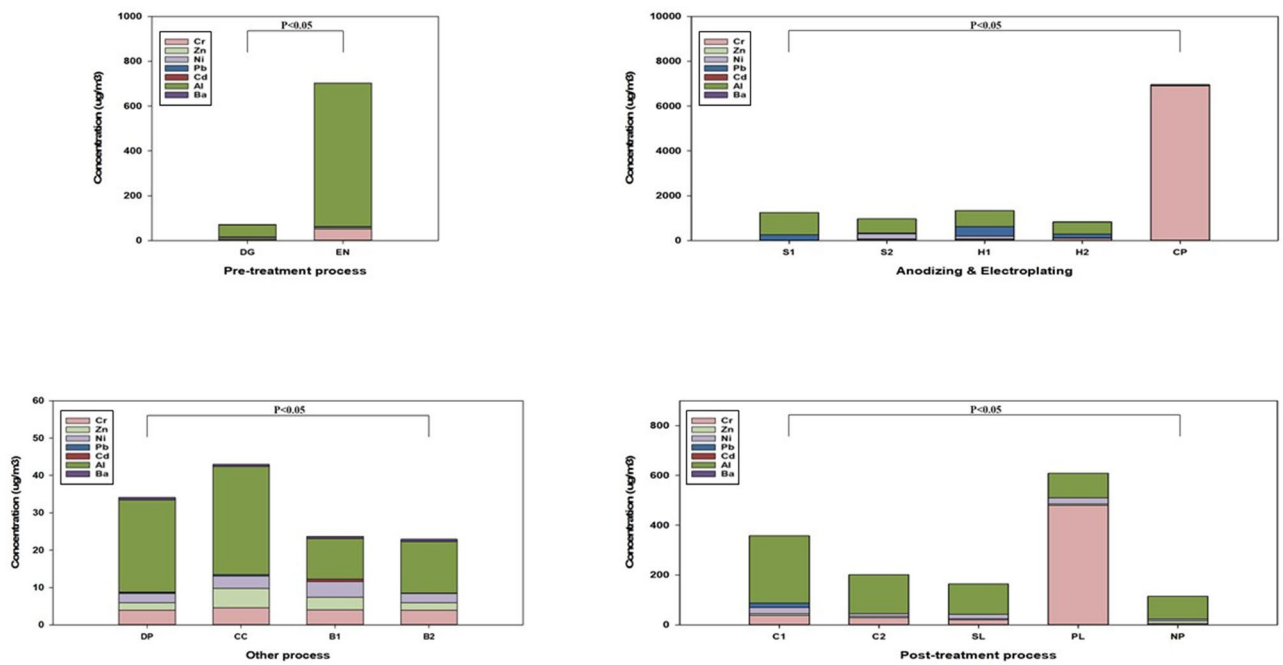 P<0.05
Cr
Zn
Ni
Pb
Cd
Al
Ba
1000
800
600
400
200
0
Concentration (ug/m3)
DG EN
Pre-treatment process
P<0.05
Cr
Zn
Ni
Pb
Cd
Al
Ba
10000
8000
6000
4000
2000
0
Concentration (ug/m3)
S1 S2 H1 H2 CP
Anodizing & Electroplating
P<0.05
Cr
Zn
Ni
Pb
Cd
Al
Ba
60
50
40
30
20
10
0
Concentration (ug/m3)
DP CC B1 B2
Other process
P<0.05
Cr
Zn
Ni
Pb
Cd
Al
Ba
800
600
400
200
0
Concentration (ug/m3)
C1 C2 SL PL NP
Post-treatment process